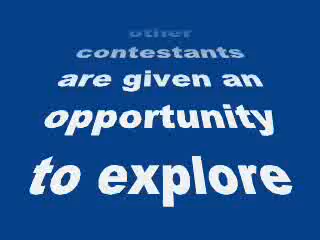 other
contestants
are given an
opportunity
to explore